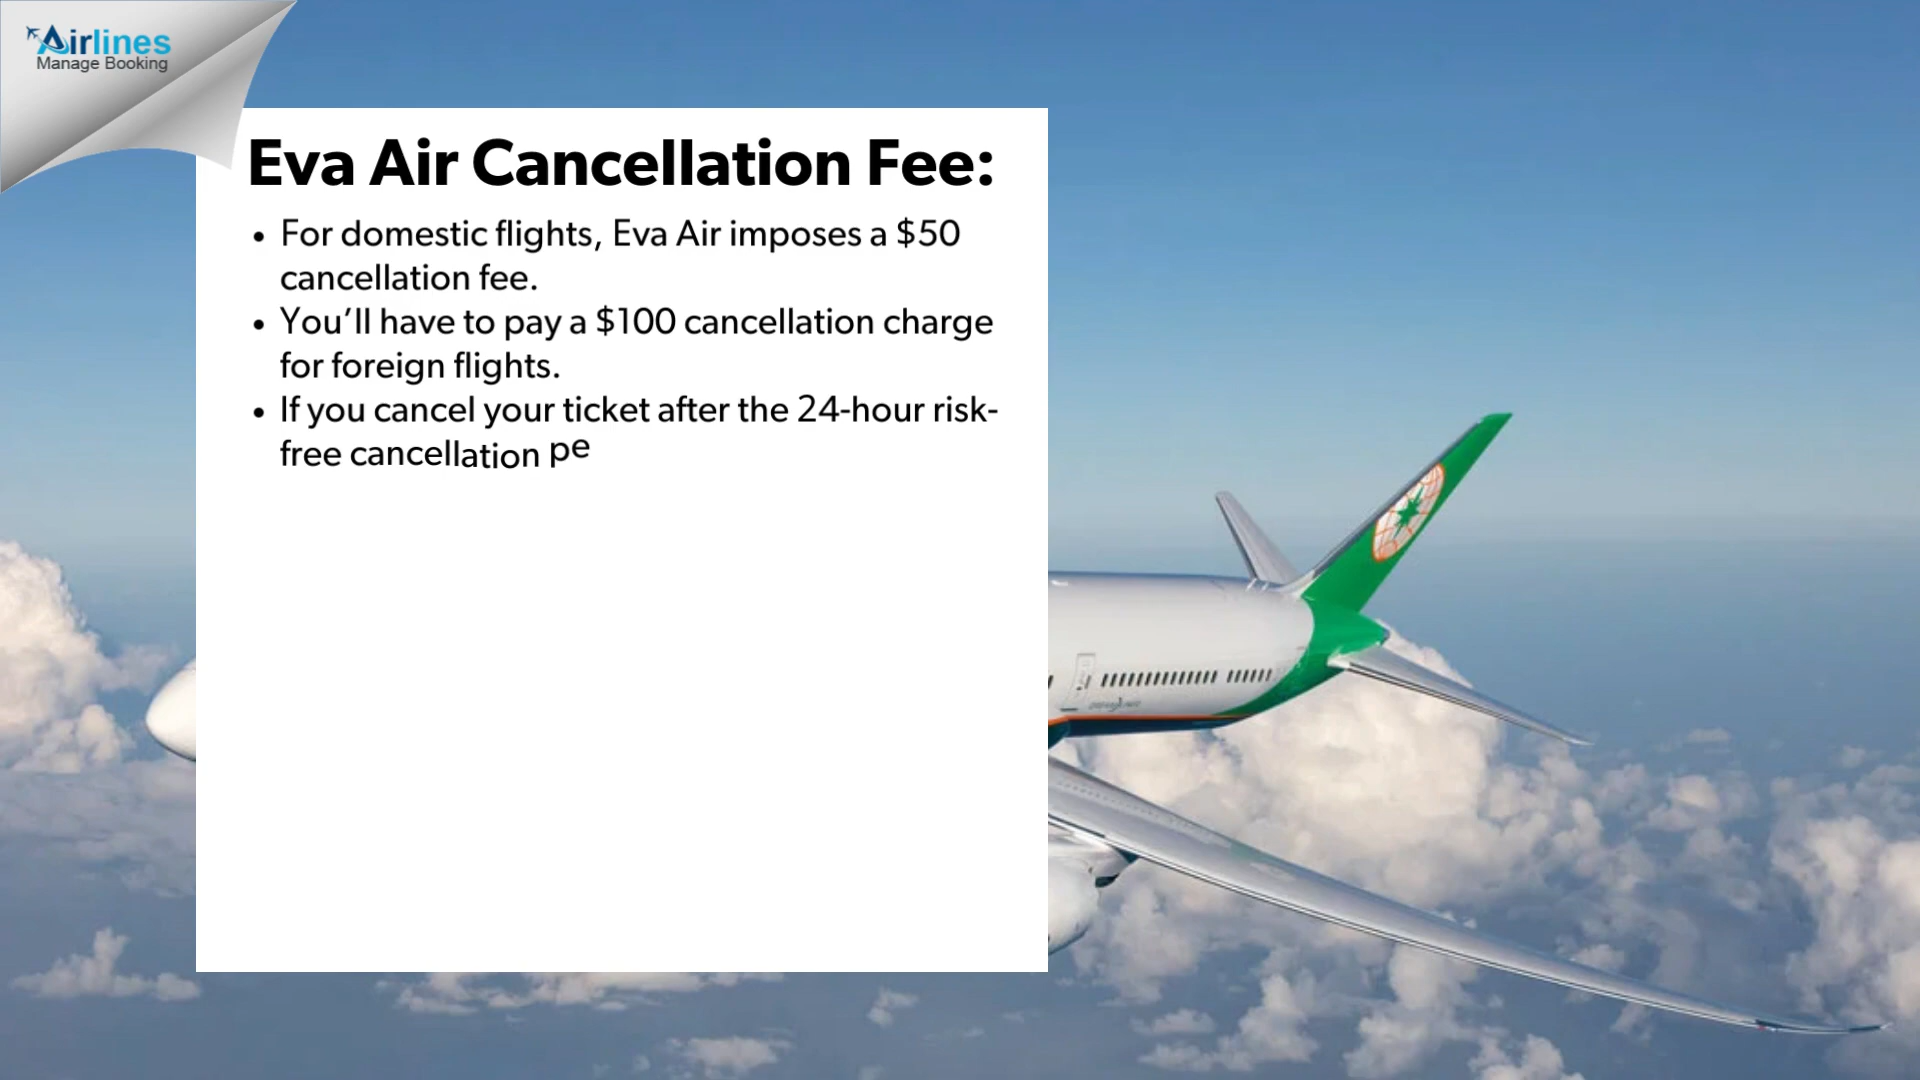 Airlines
Manage Booking
Eva Air Cancellation Fee:
• For domestic flights, Eva Air imposes a $50
cancellation fee.
• You’ll have to pay a $100 cancellation charge
for foreign flights.
• If you cancel your ticket after the 24-hour risk-
free cancellation pe